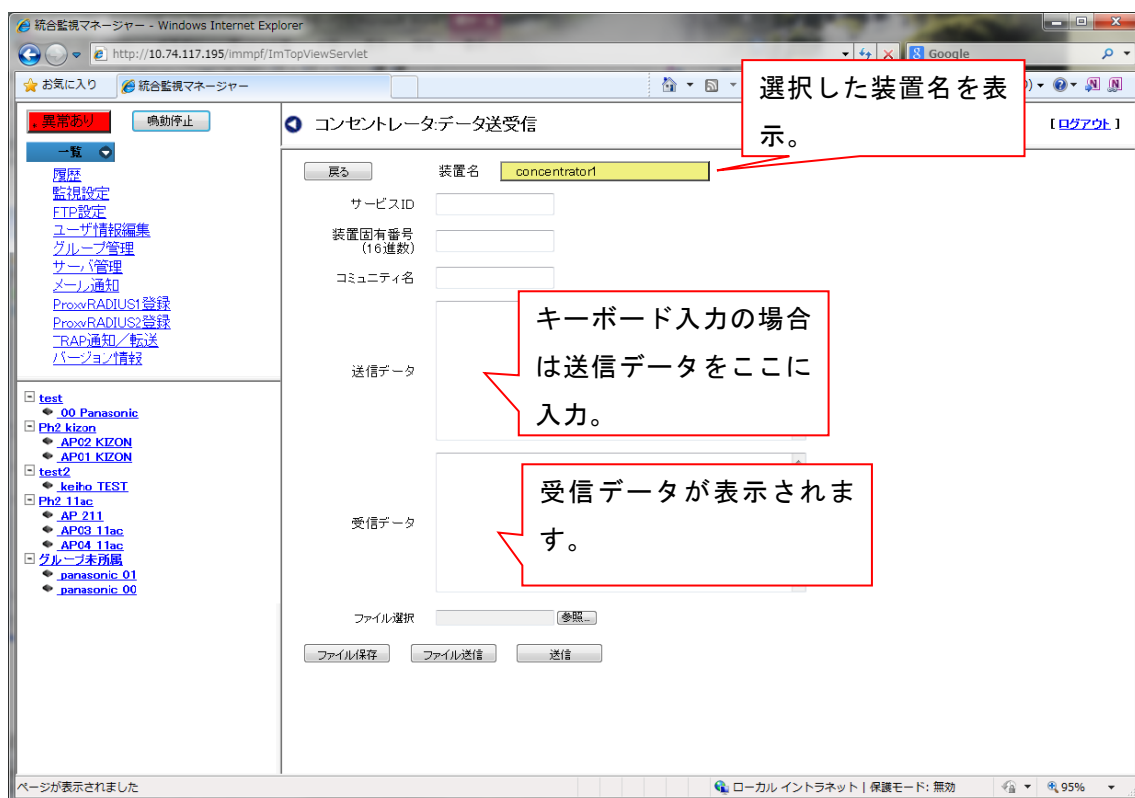 統合監視マネージャー - Windows Internet Explorer
http://10.74.117.195/immpf/ImTopViewServlet
Google
お気に入り
統合監視マネージャー
選択した装置名を表
示。
異常あり
鳴動停止
コンセントレータ:データ送受信
[ ログアウト ]
一覧
履歴
監視設定
FTP設定
ユーザ情報編集
グループ管理
サーバ管理
メール通知
ProxyRADIUS1登録
ProxyRADIUS2登録
TRAP通知/転送
バージョン情報
戻る
装置名
concentrator1
サービスID
装置固有番号
(16進数)
コミュニティ名
送信データ
キーボード入力の場合
は送信データをここに
入力。
test
00 Panasonic
Ph2 kizon
AP02 KIZON
AP01 KIZON
test2
keiho TEST
Ph2 11ac
AP 211
AP03 11ac
AP04 11ac
グループ未所属
panasonic 01
panasonic 00
受信データ
受信データが表示されま
す。
ファイル選択
参照...
ファイル保存
ファイル送信
送信
ページが表示されました
ローカル イントラネット | 保護モード: 無効
95%